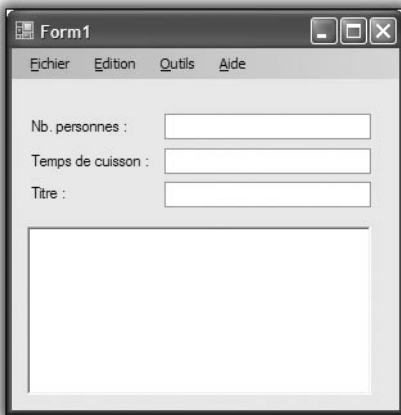 Form1
Fichier Edition Outils Aide
Nb. personnes :
Temps de cuisson :
Titre :